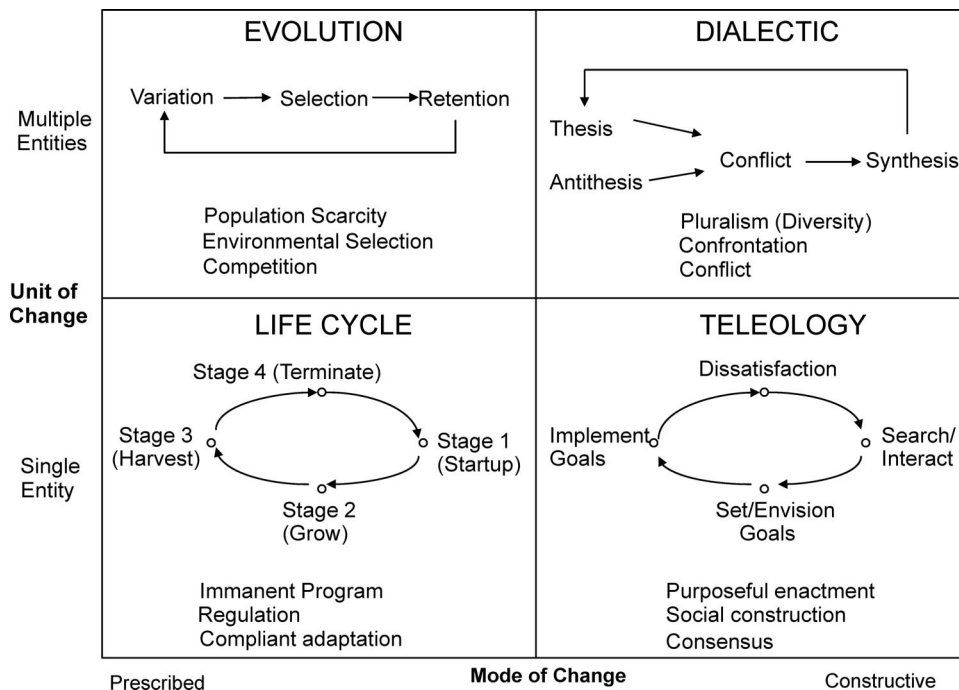 EVOLUTION
Variation Selection Retention
Population Scarcity
Environmental Selection
Competition
DIALECTIC
Thesis
Antithesis
Conflict Synthesis
Pluralism (Diversity)
Confrontation
Conflict
Multiple
Entities
Unit of
Change
Single
Entity
LIFE CYCLE
Stage 4 (Terminate)
Stage 3
(Harvest)
Stage 1
(Startup)
Stage 2
(Grow)
Immanent Program
Regulation
Compliant adaptation
TELEOLOGY
Dissatisfaction
Implement
Goals
Search/
Interact
Set/Envision
Goals
Purposeful enactment
Social construction
Consensus
Prescribed
Mode of Change
Constructive